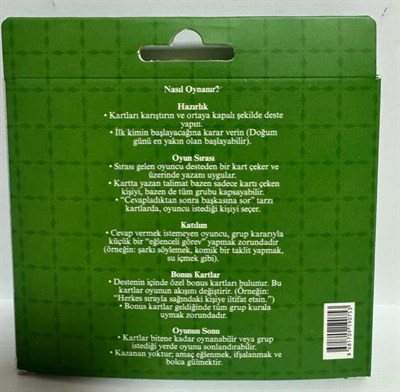 Nasıl Oynanır?
Hazırlık
• Kartları karıştırın ve ortaya kapalı şekilde deste
yapın.
• İlk kimin başlayacağına karar verin (Doğum
günü en yakın olan başlayabilir).
Oyun Sırası
• Sırası gelen oyuncu desteden bir kart çeker ve
üzerinde yazanı uygular.
• Kartta yazan talimat bazen sadece kartı çeken
kişiyi, bazen de tüm grubu kapsayabilir.
• “Cevapladıktan sonra başkasına sor” tarzı
kartlarda, oyuncu istediği kişiyi seçer.
Katılım
• Cevap vermek istemeyen oyuncu, grup kararıyla
küçük bir “eğlenceli görev” yapmak zorundadır
(örneğin: şarkı söylemek, komik bir taklit yapmak,
su içmek gibi).
Bonus Kartlar
• Destenin içinde özel bonus kartları bulunur. Bu
kartlar oyunun akışını değiştirir. (Örneğin:
“Herkes sırayla sağındaki kişiye iltifat etsin.”)
• Bonus kartlar geldiğinde tüm grup kurala
uymak zorundadır.
Oyunun Sonu
• Kartlar bitene kadar oynanabilir veya grup
istediği yerde oyunu sonlandırabilir.
• Kazanan yoktur; amaç eğlenmek, ifşalanmak ve
bolca gülmektir.